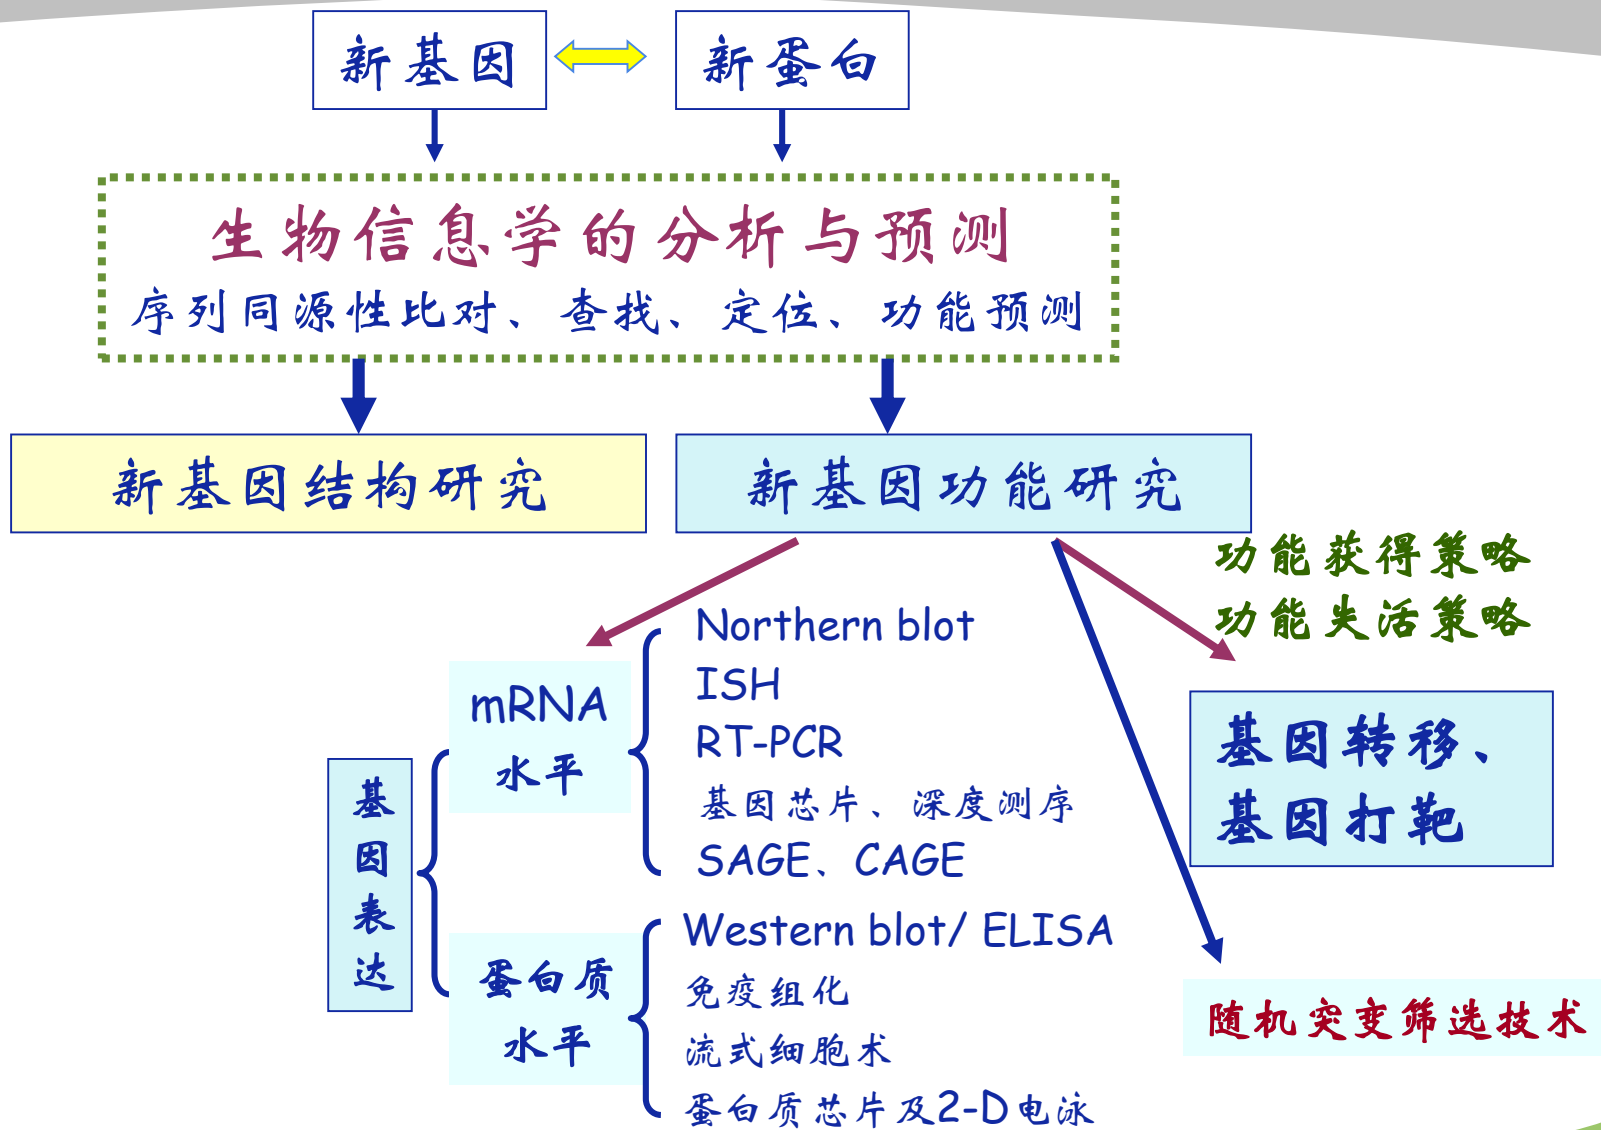 新基因
新蛋白
生物信息学的分析与预测
序列同源性比对、查找、定位、功能预测
新基因结构研究
新基因功能研究
功能获得策略
功能失活策略
基因转移、
基因打靶
随机突变筛选技术
基因表达
mRNA
水平
Northern blot
ISH
RT-PCR
基因芯片、深度测序
SAGE、CAGE
蛋白质
水平
Western blot/ ELISA
免疫组化
流式细胞术
蛋白质芯片及2-D电泳